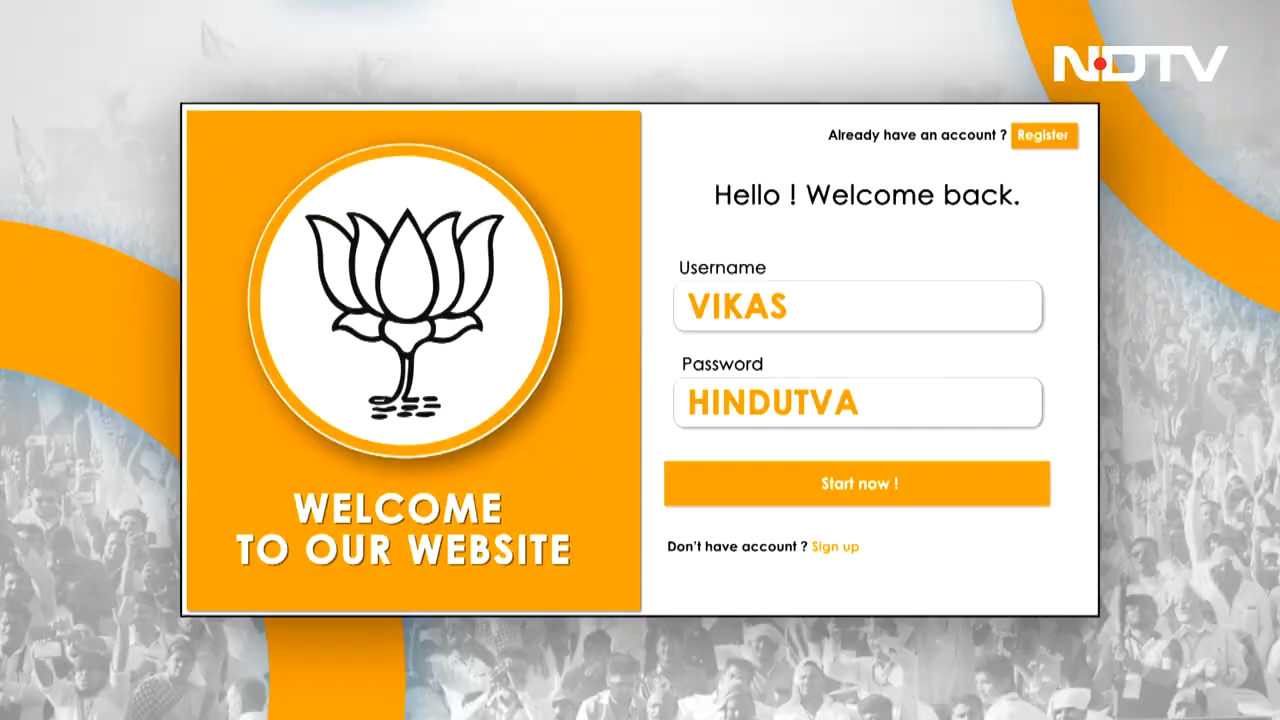 NDTV
Already have an account ? Register
Hello ! Welcome back.
Username
VIKAS
Password
HINDUTVA
Start now !
Don't have account ? Sign up
WELCOME
TO OUR WEBSITE